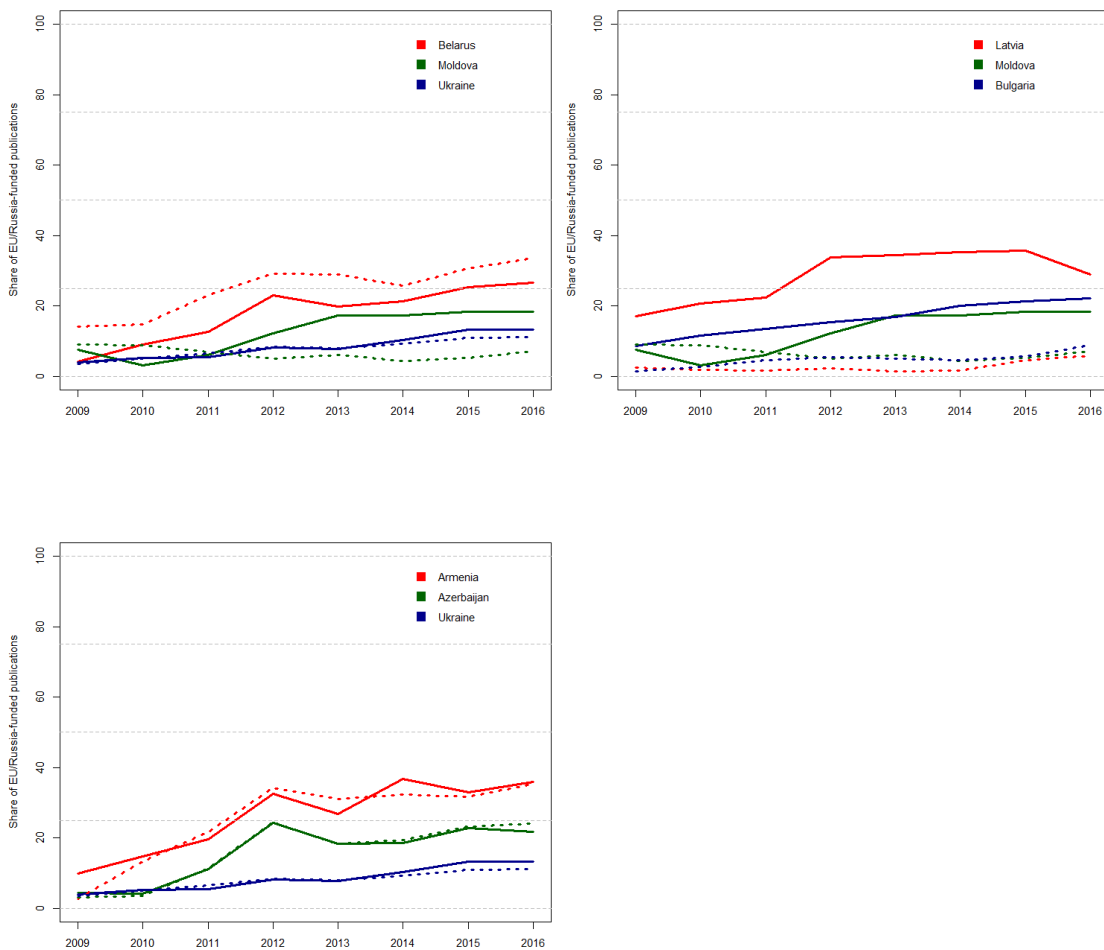 Share of EU/Russia-funded publications
100
80
60
40
20
0
Belarus
Moldova
Ukraine
2009 2010 2011 2012 2013 2014 2015 2016
Share of EU/Russia-funded publications
100
80
60
40
20
0
Latvia
Moldova
Bulgaria
2009 2010 2011 2012 2013 2014 2015 2016
Share of EU/Russia-funded publications
100
80
60
40
20
0
Armenia
Azerbaijan
Ukraine
2009 2010 2011 2012 2013 2014 2015 2016